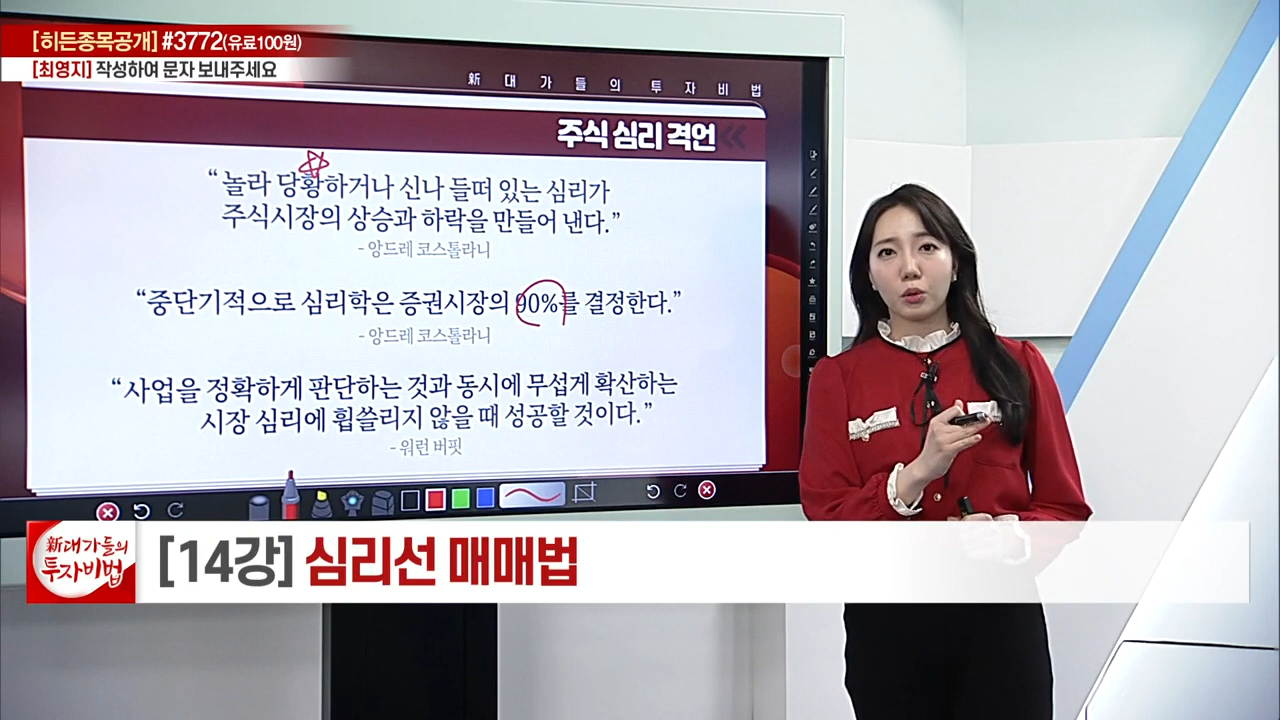 [히든종목공개] #3772(유료100원)
[최영지] 작성하여 문자 보내주세요
新 대 가 들 의 투 자 비 법
주식 심리 격언
“ 놀라 당황하거나 신나 들떠 있는 심리가
주식시장의 상승과 하락을 만들어 낸다.”
- 앙드레 코스톨라니
“중단기적으로 심리학은 증권시장의 90%를 결정한다.”
- 앙드레 코스톨라니
“사업을 정확하게 판단하는 것과 동시에 무섭게 확산하는
시장 심리에 휩쓸리지 않을 때 성공할 것이다.”
- 워런 버핏
新대가들의
투자비법
[14강] 심리선 매매법